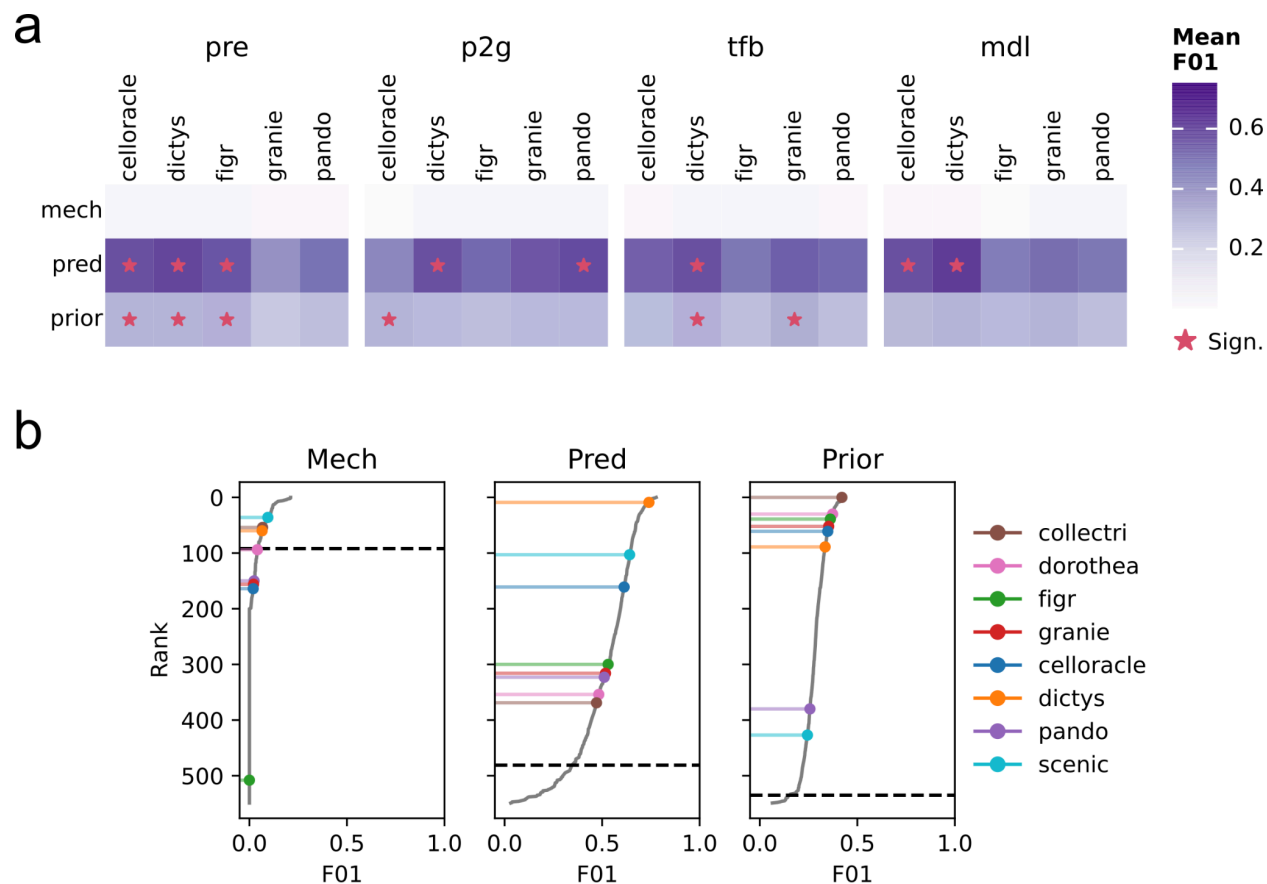 a
pre p2g tfb mdl
celloracle dictys figr granie pando celloracle dictys figr granie pando celloracle dictys figr granie pando celloracle dictys figr granie pando
mech
pred
prior
Mean
F01
0.6
0.4
0.2
Sign.
b
Mech Pred Prior
Rank
0
100
200
300
400
500
0.0 0.5 1.0 0.0 0.5 1.0 0.0 0.5 1.0
F01 F01 F01
collectri
dorothea
figr
granie
celloracle
dictys
pando
scenic